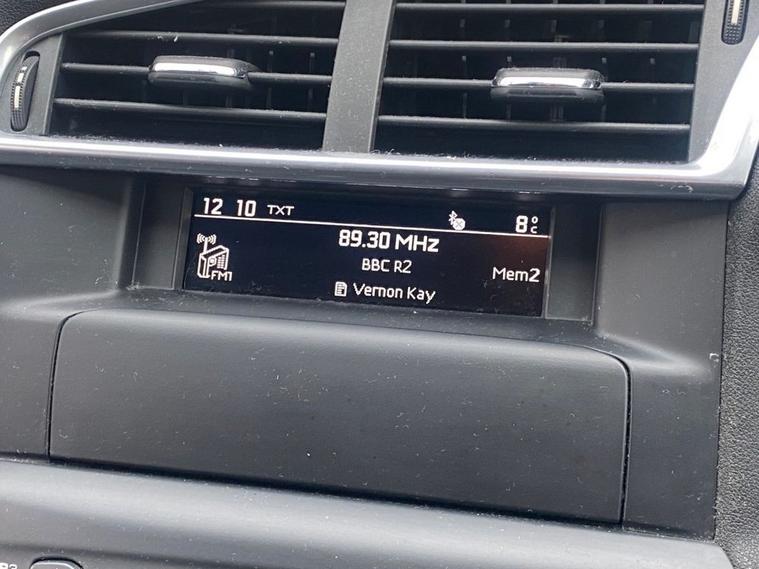 12 10 TXT 8°C
89.30 MHz
BBC R2
FM1 Mem2
Vernon Kay